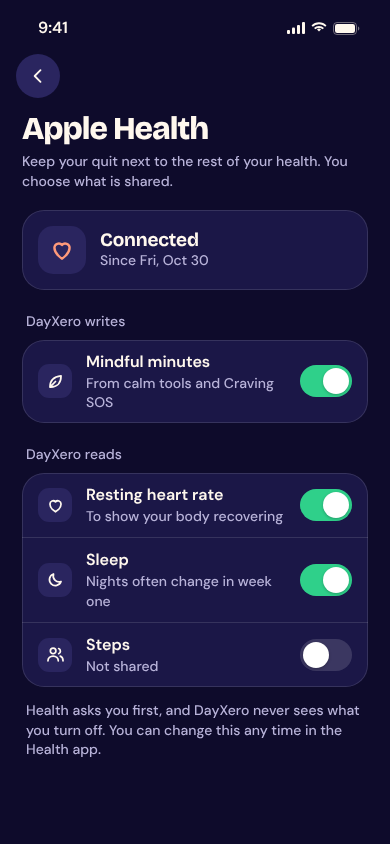 9:41
Apple Health
Keep your quit next to the rest of your health. You
choose what is shared.
Connected
Since Fri, Oct 30
DayXero writes
Mindful minutes
From calm tools and Craving
SOS
DayXero reads
Resting heart rate
To show your body recovering
Sleep
Nights often change in week
one
Steps
Not shared
Health asks you first, and DayXero never sees what
you turn off. You can change this any time in the
Health app.